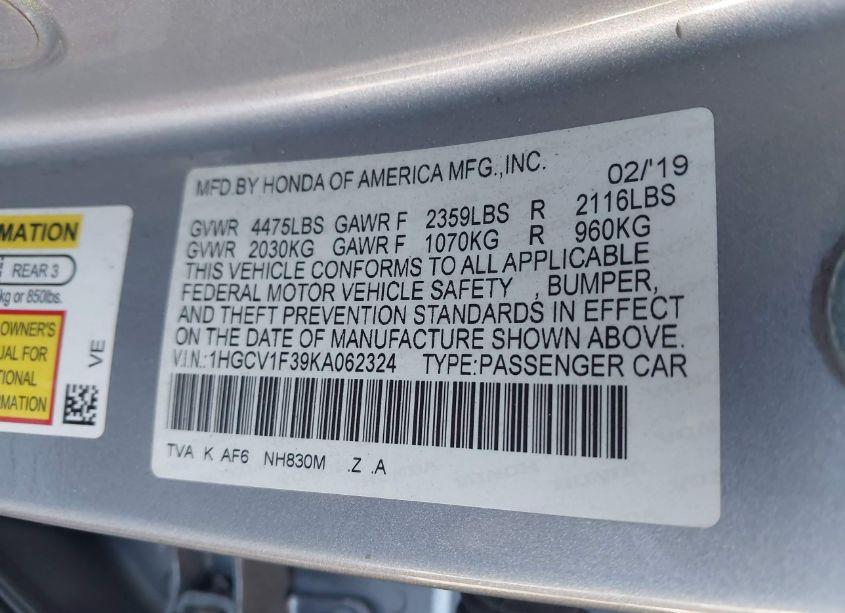 MFD.BY HONDA OF AMERICA MFG.,INC. 02/'19
GVWR 4475LBS GAWR F 2359LBS R 2116LBS
GVWR 2030KG GAWR F 1070KG R 960KG
THIS VEHICLE CONFORMS TO ALL APPLICABLE
FEDERAL MOTOR VEHICLE SAFETY , BUMPER,
AND THEFT PREVENTION STANDARDS IN EFFECT
ON THE DATE OF MANUFACTURE SHOWN ABOVE.
V.I.N.:1HGCV1F39KA062324 TYPE:PASSENGER CAR
TVA K AF6 NH830M .Z .A
MATION
REAR 3
kg or 850lbs.
OWNER'S
UAL FOR
TIONAL
RMATION
VE